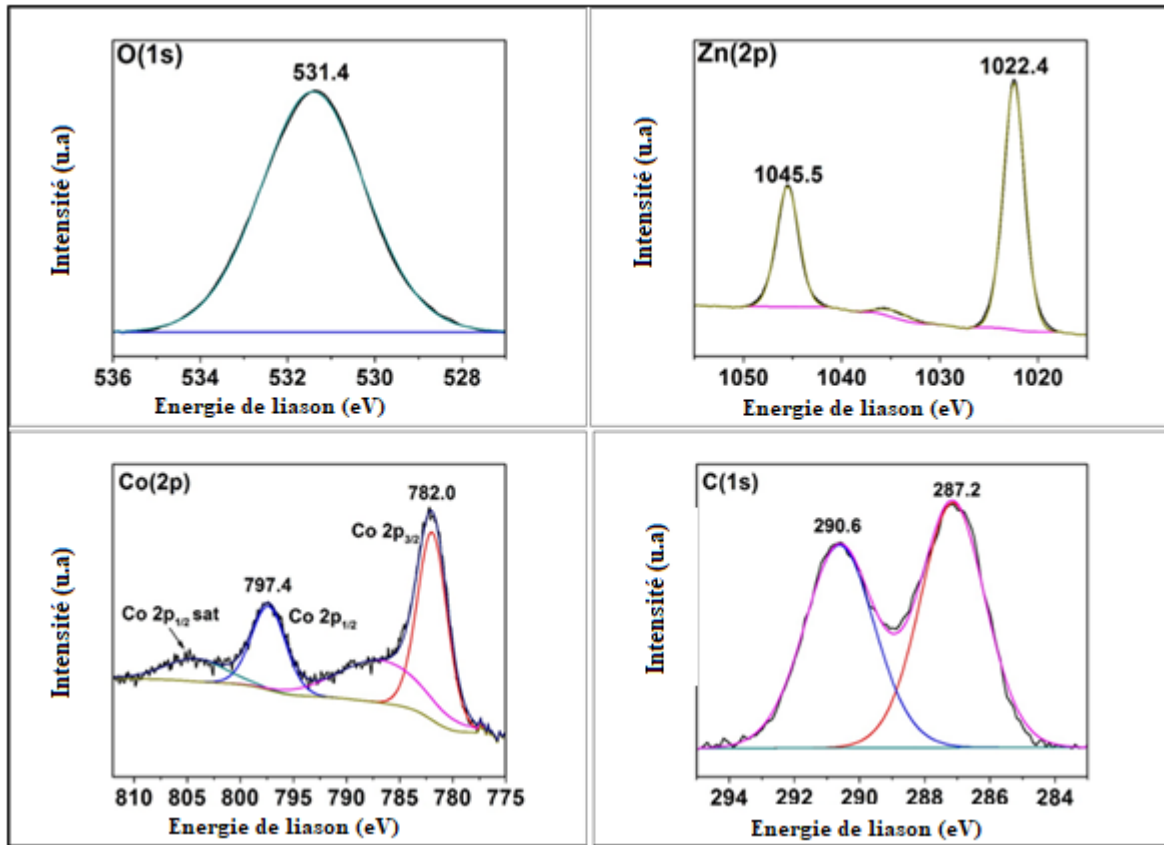 O(1s)
531.4
Intensité (u.a)
536 534 532 530 528
Energie de liason (eV)
Zn(2p)
1022.4
1045.5
Intensité (u.a)
1050 1040 1030 1020
Energie de liason (eV)
Co(2p)
782.0
Co 2p3/2
797.4
Co 2p1/2 sat
Co 2p1/2
Intensité (u.a)
810 805 800 795 790 785 780 775
Energie de liason (eV)
C(1s)
287.2
290.6
Intensité (u.a)
294 292 290 288 286 284
Energie de liason (eV)